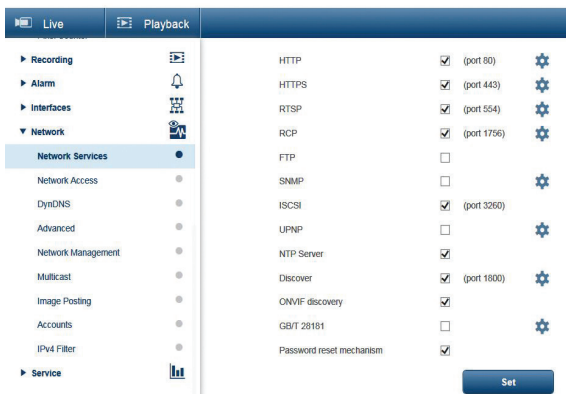 Live
Playback
Recording
Alarm
Interfaces
Network
Network Services
Network Access
DynDNS
Advanced
Network Management
Multicast
Image Posting
Accounts
IPv4 Filter
Service
HTTP (port 80)
HTTPS (port 443)
RTSP (port 554)
RCP (port 1756)
FTP
SNMP
ISCSI (port 3260)
UPNP
NTP Server
Discover (port 1800)
ONVIF discovery
GB/T 28181
Password reset mechanism
Set